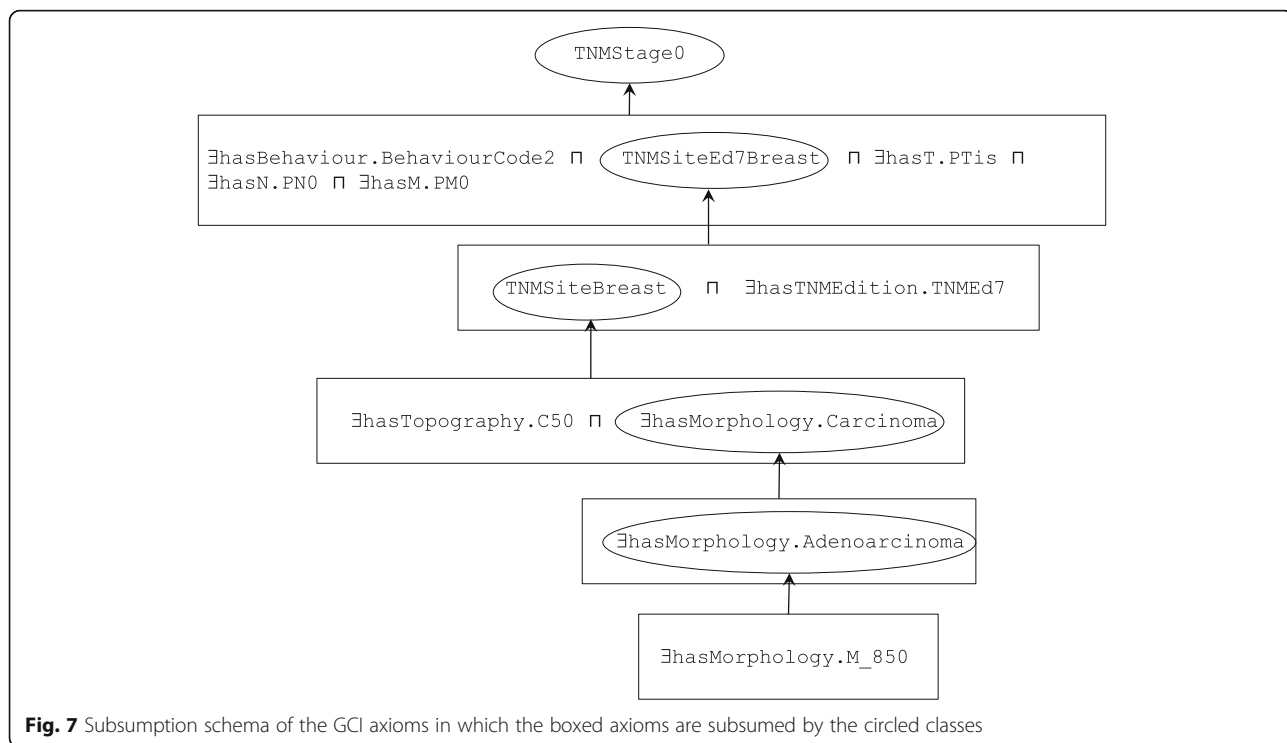 TNMStage0
∃hasBehaviour.BehaviourCode2 ⊓ TNMSiteEd7Breast ⊓ ∃hasT.PTis ⊓
∃hasN.PN0 ⊓ ∃hasM.PM0
TNMSiteBreast ⊓ ∃hasTNMEdition.TNMEd7
∃hasTopography.C50 ⊓ ∃hasMorphology.Carcinoma
∃hasMorphology.Adenoarcinoma
∃hasMorphology.M_850
Fig. 7 Subsumption schema of the GCI axioms in which the boxed axioms are subsumed by the circled classes